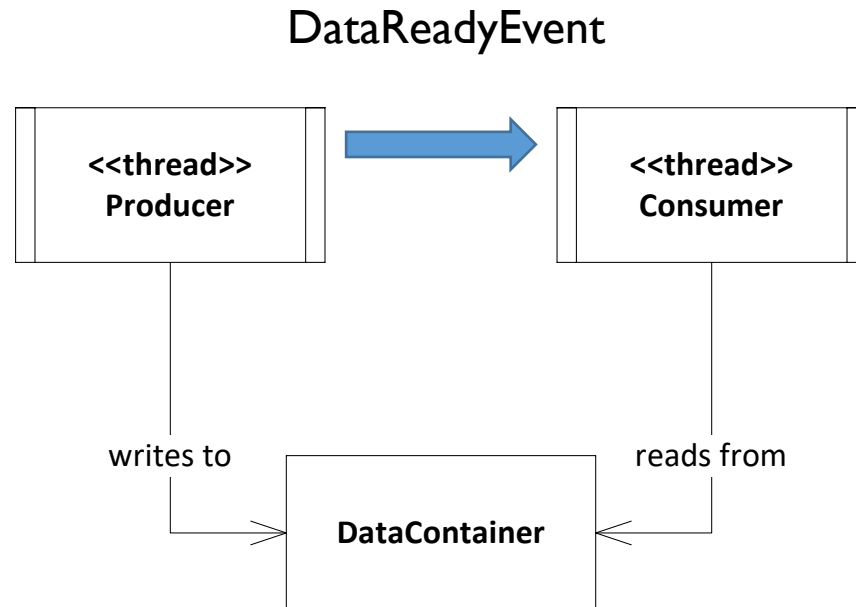 DataReadyEvent
<<thread>>
Producer
<<thread>>
Consumer
writes to
reads from
DataContainer